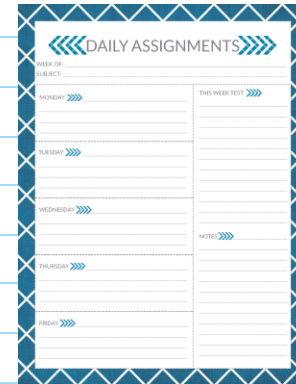 DAILY ASSIGNMENTS
WEEK OF:
SUBJECT:
MONDAY
THIS WEEK TEST
TUESDAY
WEDNESDAY
NOTES
THURSDAY
FRIDAY